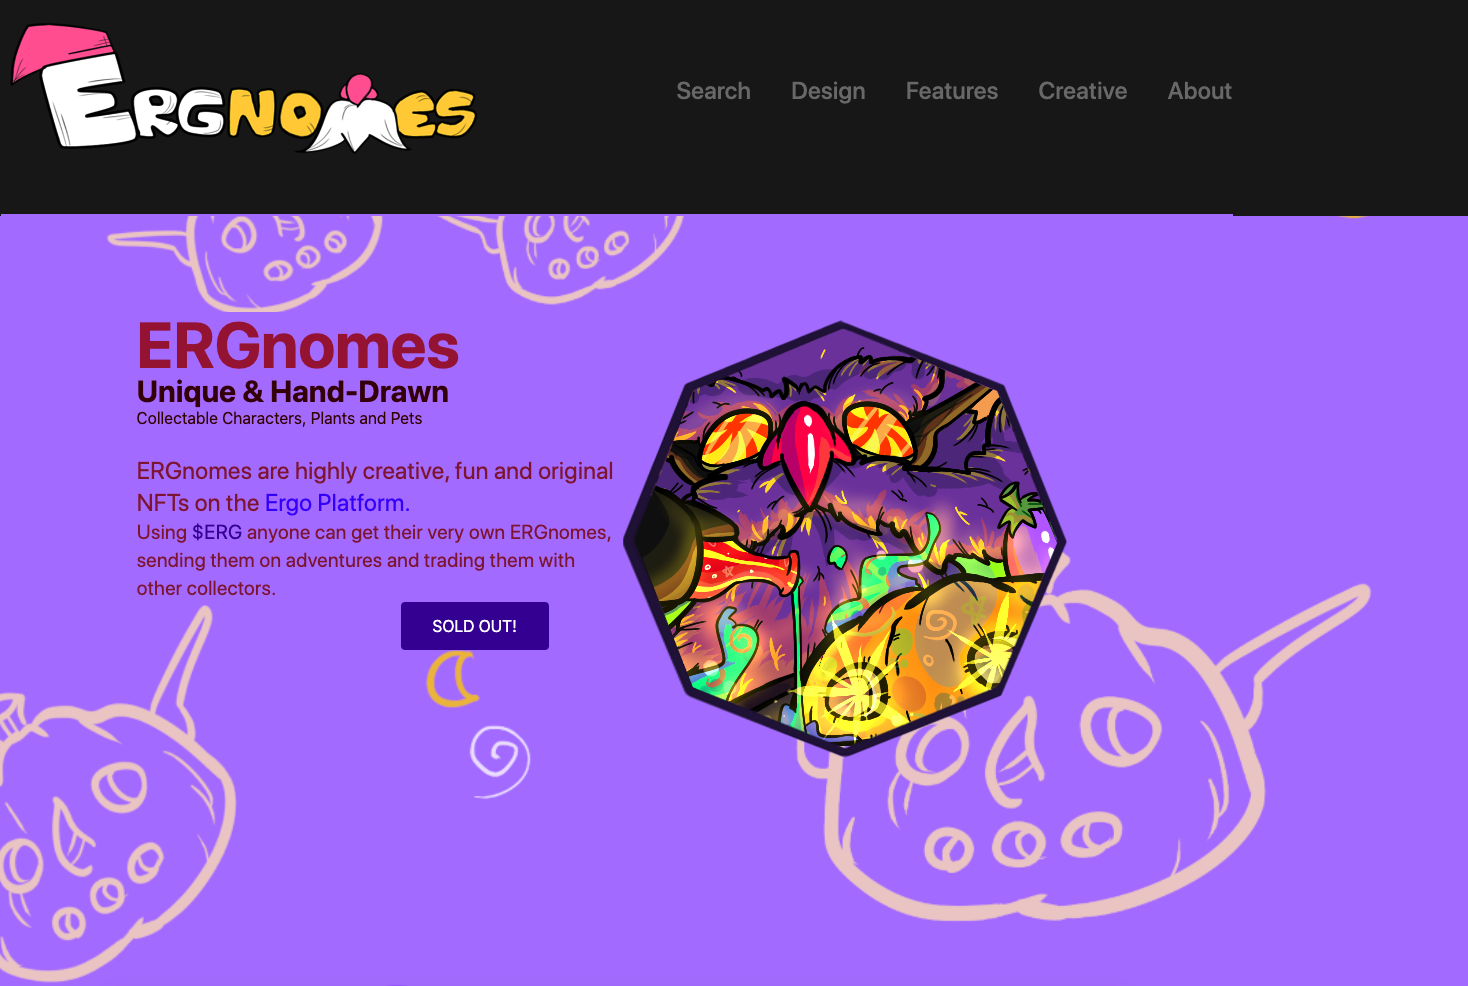 ERGNOMES
Search Design Features Creative About
ERGnomes
Unique & Hand-Drawn
Collectable Characters, Plants and Pets
ERGnomes are highly creative, fun and original
NFTs on the Ergo Platform.
Using $ERG anyone can get their very own ERGnomes,
sending them on adventures and trading them with
other collectors.
SOLD OUT!